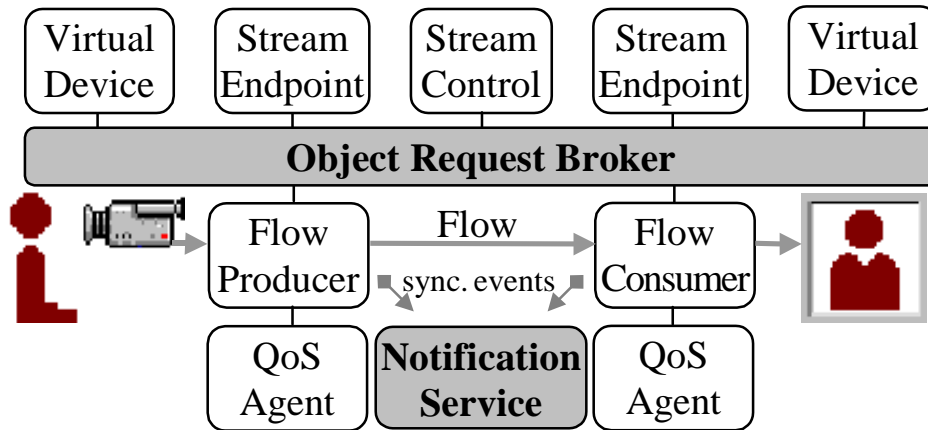 Virtual Device
Stream Endpoint
Stream Control
Stream Endpoint
Virtual Device
Object Request Broker
Flow Producer
Flow
Flow Consumer
sync. events
QoS Agent
Notification Service
QoS Agent